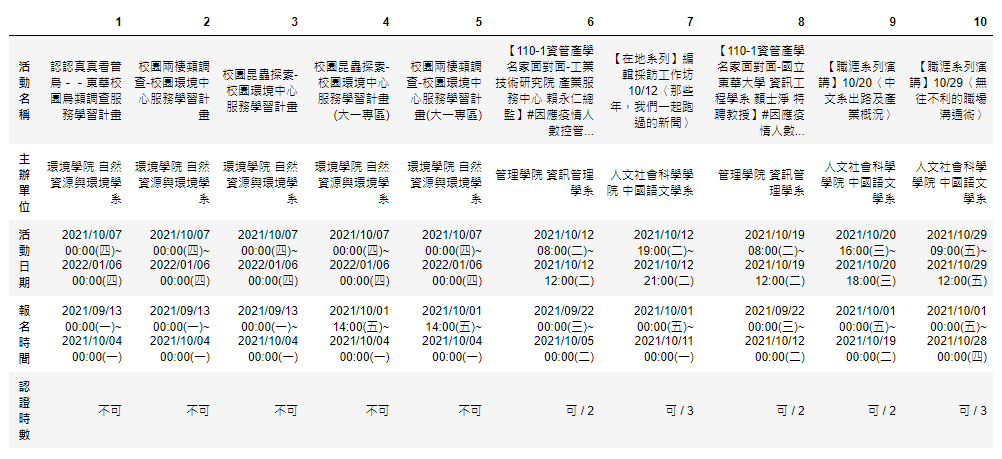 1 2 3 4 5 6 7 8 9 10
活動名稱
認認真真看普鳥－－東華校園鳥類調查服務學習計畫
校園兩棲類調查-校園環境中心服務學習計畫
校園昆蟲探索-校園環境中心服務學習計畫
校園昆蟲探索-校園環境中心服務學習計畫(大一專區)
校園兩棲類調查-校園環境中心服務學習計畫(大一專區)
【110-1資管產學名家面對面-工業技術研究院 產業服務中心 賴永仁總監】#因應疫情人數控管...
【在地系列】編輯採訪工作坊10/12（那些年，我們一起跑過的新聞）
【110-1資管產學名家面對面-國立東華大學 資訊工程學系 顏士淨 特聘教授】#因應疫情人數...
【職涯系列演講】10/20（中文系出路及產業概況）
【職涯系列演講】10/29（無往不利的職場溝通術）
主辦單位
環境學院 自然資源與環境學系
環境學院 自然資源與環境學系
環境學院 自然資源與環境學系
環境學院 自然資源與環境學系
環境學院 自然資源與環境學系
管理學院 資訊管理學系
人文社會科學學院 中國語文學系
管理學院 資訊管理學系
人文社會科學學院 中國語文學系
人文社會科學學院 中國語文學系
活動日期
2021/10/07 00:00(四)~ 2022/01/06 00:00(四)
2021/10/07 00:00(四)~ 2022/01/06 00:00(四)
2021/10/07 00:00(四)~ 2022/01/06 00:00(四)
2021/10/07 00:00(四)~ 2022/01/06 00:00(四)
2021/10/07 00:00(四)~ 2022/01/06 00:00(四)
2021/10/12 08:00(二)~ 2021/10/12 12:00(二)
2021/10/12 19:00(二)~ 2021/10/12 21:00(二)
2021/10/19 08:00(二)~ 2021/10/19 12:00(二)
2021/10/20 16:00(三)~ 2021/10/20 18:00(三)
2021/10/29 09:00(五)~ 2021/10/29 12:00(五)
報名時間
2021/09/13 00:00(一)~ 2021/10/04 00:00(一)
2021/09/13 00:00(一)~ 2021/10/04 00:00(一)
2021/09/13 00:00(一)~ 2021/10/04 00:00(一)
2021/10/01 14:00(五)~ 2021/10/04 00:00(一)
2021/10/01 14:00(五)~ 2021/10/04 00:00(一)
2021/09/22 00:00(三)~ 2021/10/05 00:00(二)
2021/10/01 00:00(五)~ 2021/10/11 00:00(一)
2021/09/22 00:00(三)~ 2021/10/12 00:00(二)
2021/10/01 00:00(五)~ 2021/10/19 00:00(二)
2021/10/01 00:00(五)~ 2021/10/28 00:00(四)
認證時數
不可 不可 不可 不可 不可 可 / 2 可 / 3 可 / 2 可 / 2 可 / 3